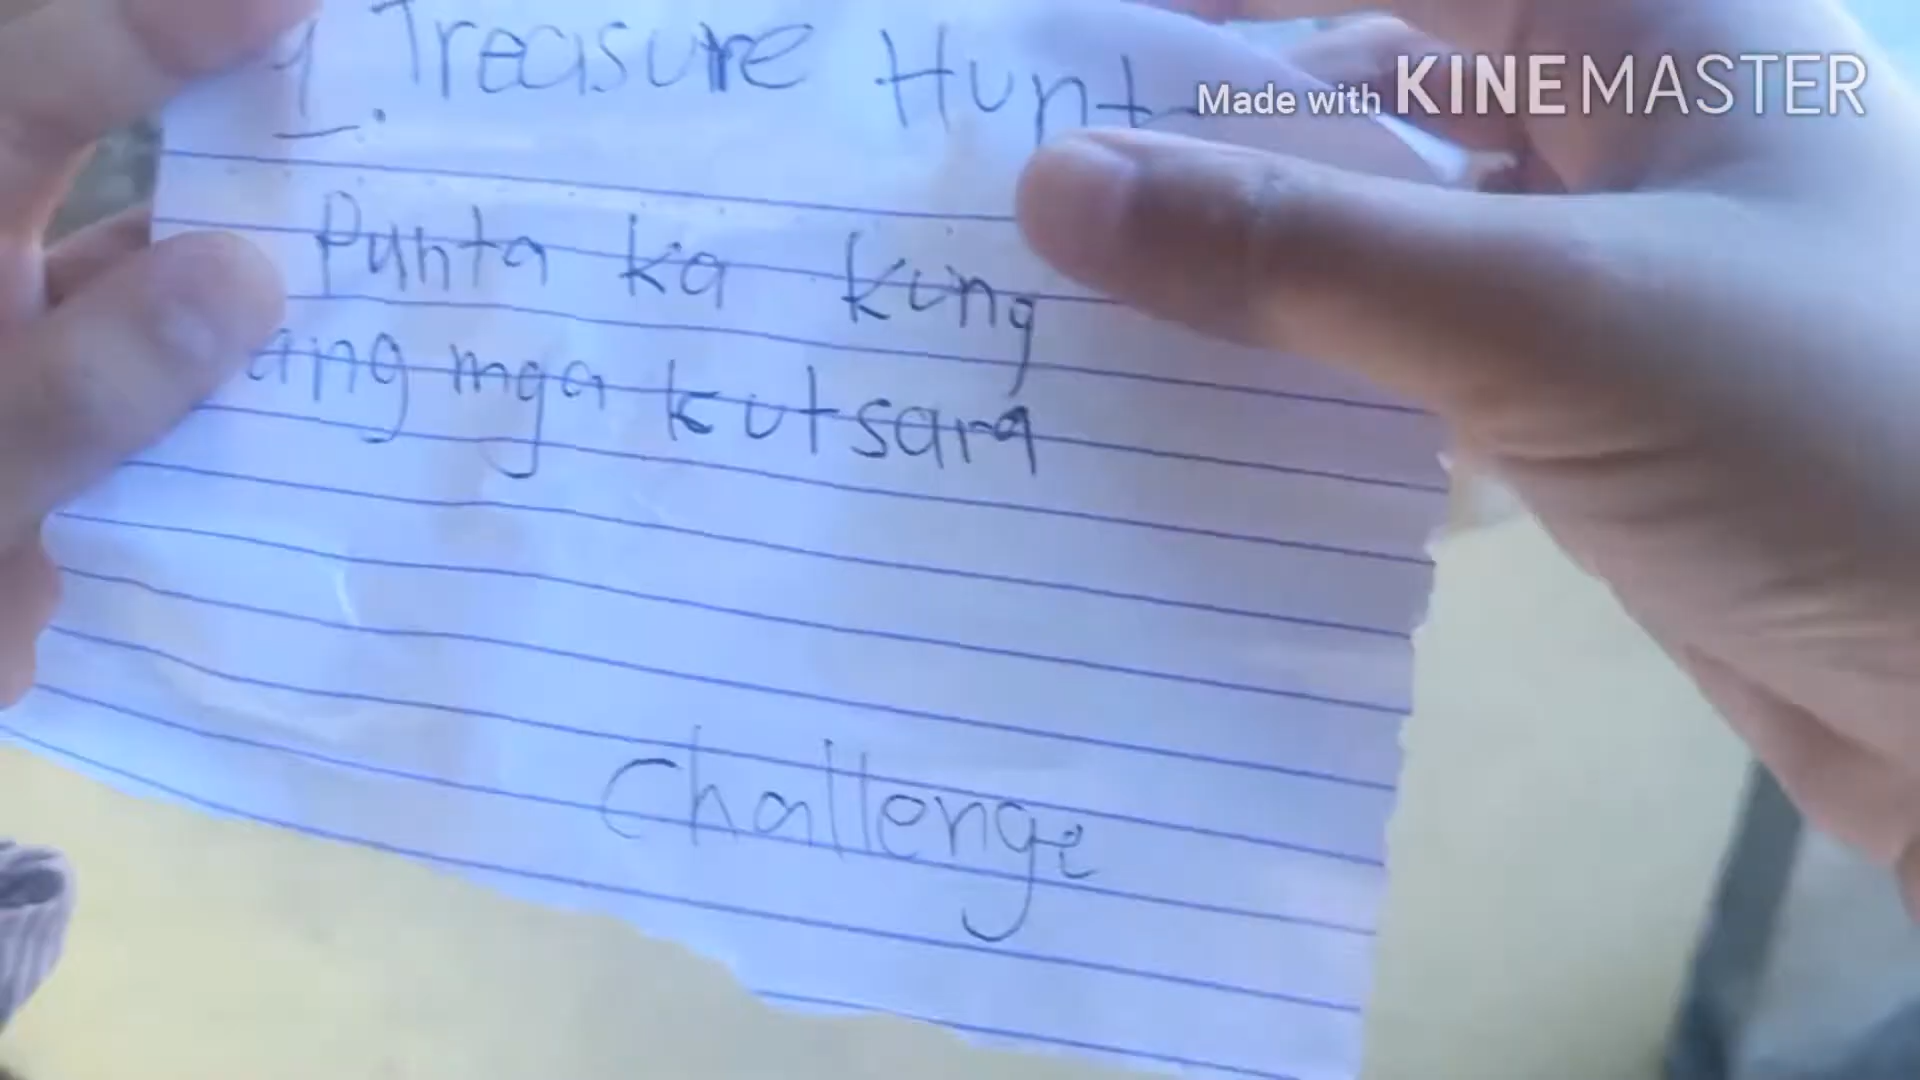 1. Treasure Hunt
Made with KINEMASTER
Punta ka kung
ang mga kutsara
Challenge